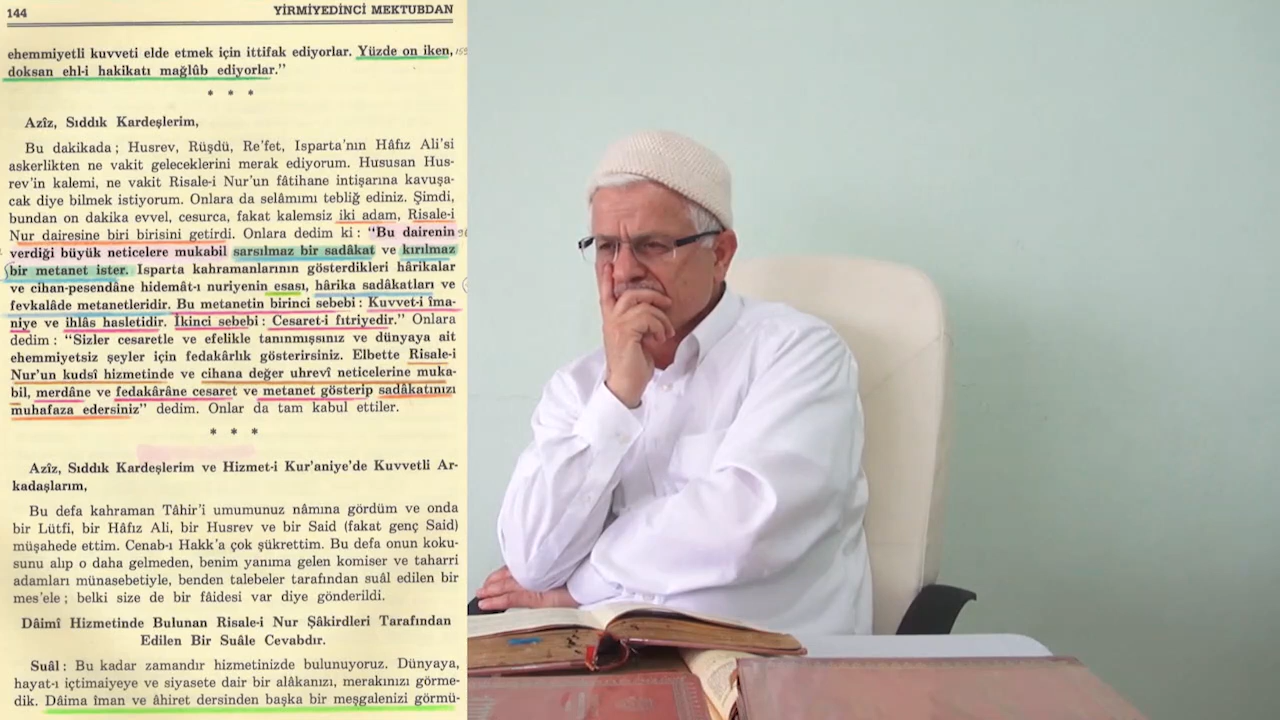 144 YİRMİYEDİNCİ MEKTUBDAN
ehemmiyetli kuvveti elde etmek için ittifak ediyorlar. Yüzde on iken,
doksan ehl-i hakikatı mağlûb ediyorlar.”
* * *
Azîz, Sıddık Kardeşlerim,
Bu dakikada; Husrev, Rüşdü, Re’fet, Isparta’nın Hâfız Ali’si
askerlikten ne vakit geleceklerini merak ediyorum. Hususan Hus-
rev’in kalemi, ne vakit Risale-i Nur’un fâtihane intişarına kavuşa-
cak diye bilmek istiyorum. Onlara da selâmımı tebliğ ediniz. Şimdi,
bundan on dakika evvel, cesurca, fakat kalemsiz iki adam, Risale-i
Nur dairesine biri birisini getirdi. Onlara dedim ki: “Bu dairenin
verdiği büyük neticelere mukabil sarsılmaz bir sadâkat ve kırılmaz
bir metanet ister. Isparta kahramanlarının gösterdikleri hârikalar
ve cihan-pesendâne hidemât-ı nuriyenin esası, hârika sadâkatları ve
fevkalâde metanetleridir. Bu metanetin birinci sebebi: Kuvvet-i îma-
niye ve ihlâs hasletidir. İkinci sebebi: Cesaret-i fıtriyedir.” Onlara
dedim: “Sizler cesaretle ve efelikle tanınmışsınız ve dünyaya ait
ehemmiyetsiz şeyler için fedakârlık gösterirsiniz. Elbette Risale-i
Nur’un kudsî hizmetinde ve cihana değer uhrevî neticelerine muka-
bil, merdâne ve fedakârâne cesaret ve metanet gösterip sadâkatınızı
muhafaza edersiniz” dedim. Onlar da tam kabul ettiler.
* * *
Azîz, Sıddık Kardeşlerim ve Hizmet-i Kur’aniye’de Kuvvetli Ar-
kadaşlarım,
Bu defa kahraman Tâhir’i umumunuz nâmına gördüm ve onda
bir Lütfi, bir Hâfız Ali, bir Husrev ve bir Said (fakat genç Said)
müşahede ettim. Cenab-ı Hakk’a çok şükrettim. Bu defa onun koku-
sunu alıp o daha gelmeden, benim yanıma gelen komiser ve taharri
adamları münasebetiyle, benden talebeler tarafından suâl edilen bir
mes’ele; belki size de bir fâidesi var diye gönderildi.
Dâimî Hizmetinde Bulunan Risale-i Nur Şâkirdleri Tarafından
Edilen Bir Suâle Cevabdır.
Suâl: Bu kadar zamandır hizmetinizde bulunuyoruz. Dünyaya,
hayat-ı içtimaiyeye ve siyasete dair bir alâkanızı, merakınızı görme-
dik. Dâima îman ve âhiret dersinden başka bir meşgalenizi görmü-